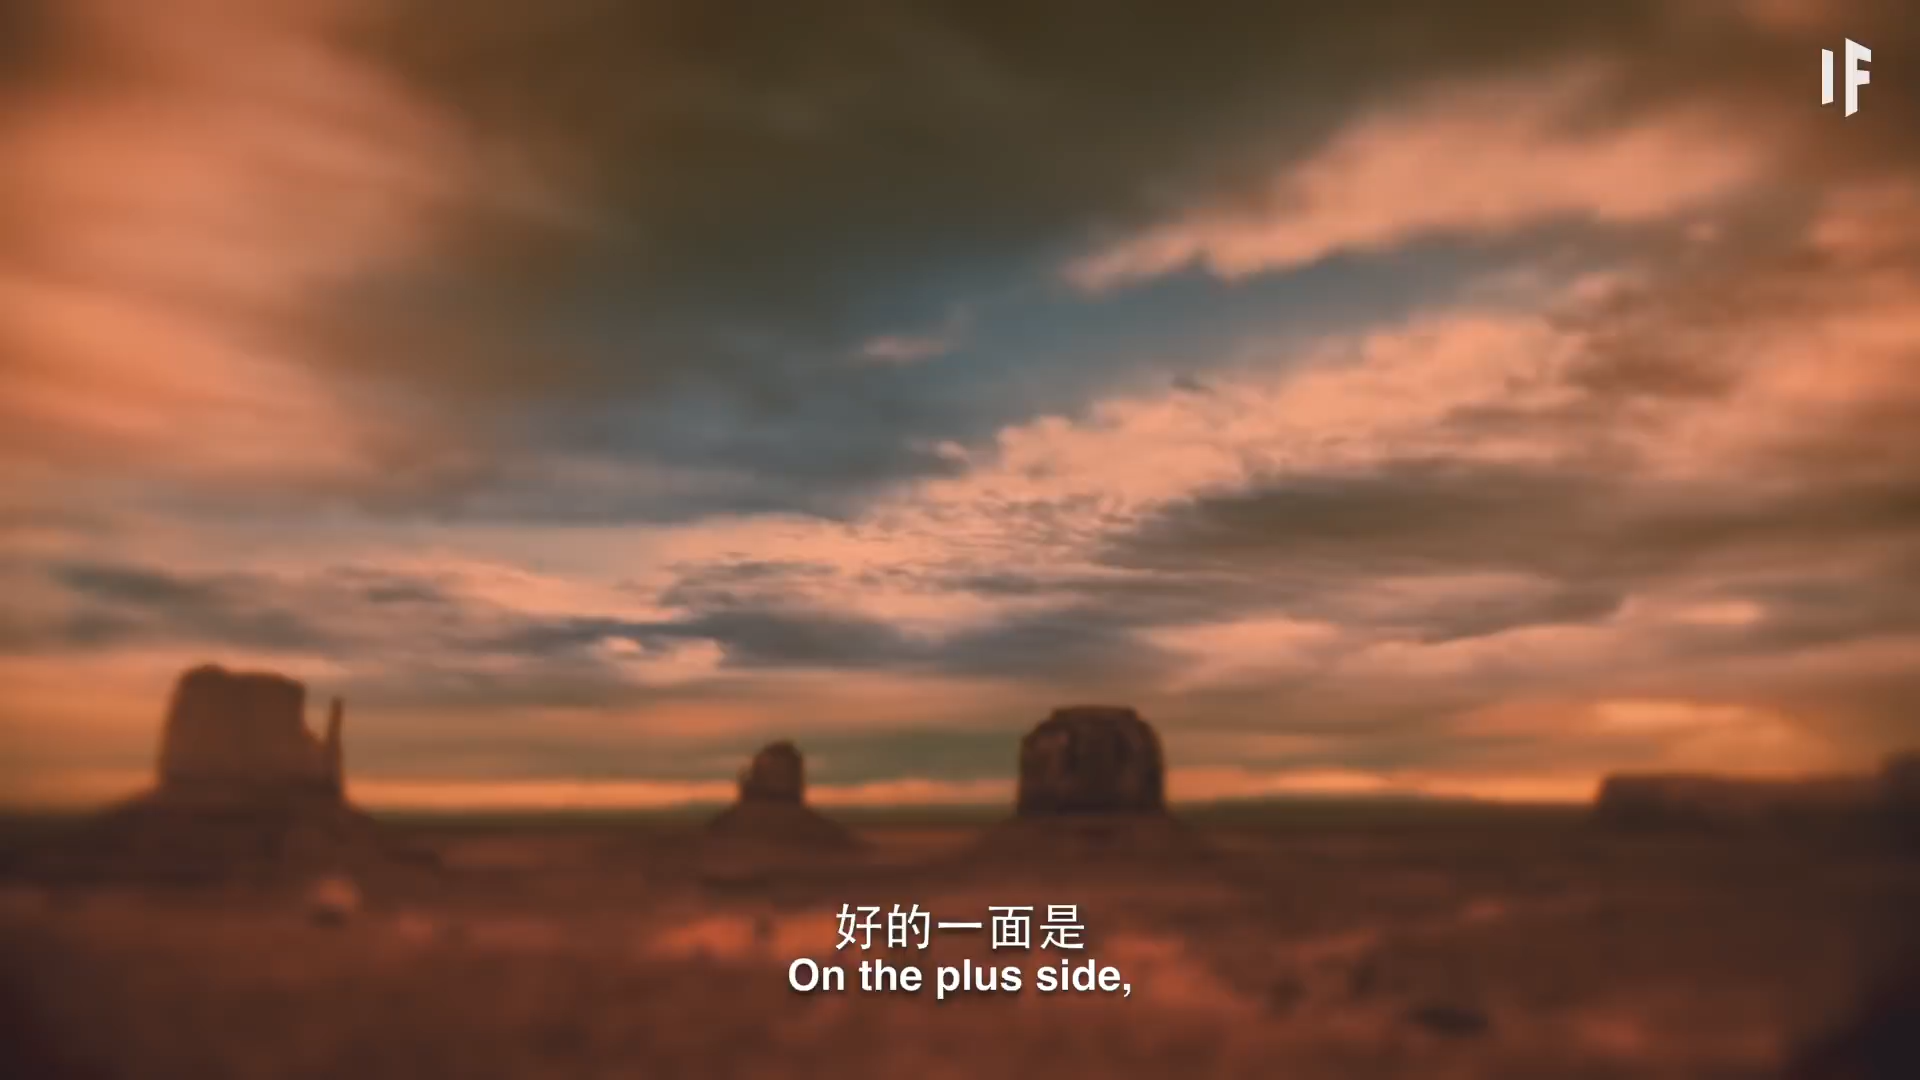 IF
好的一面是
On the plus side,